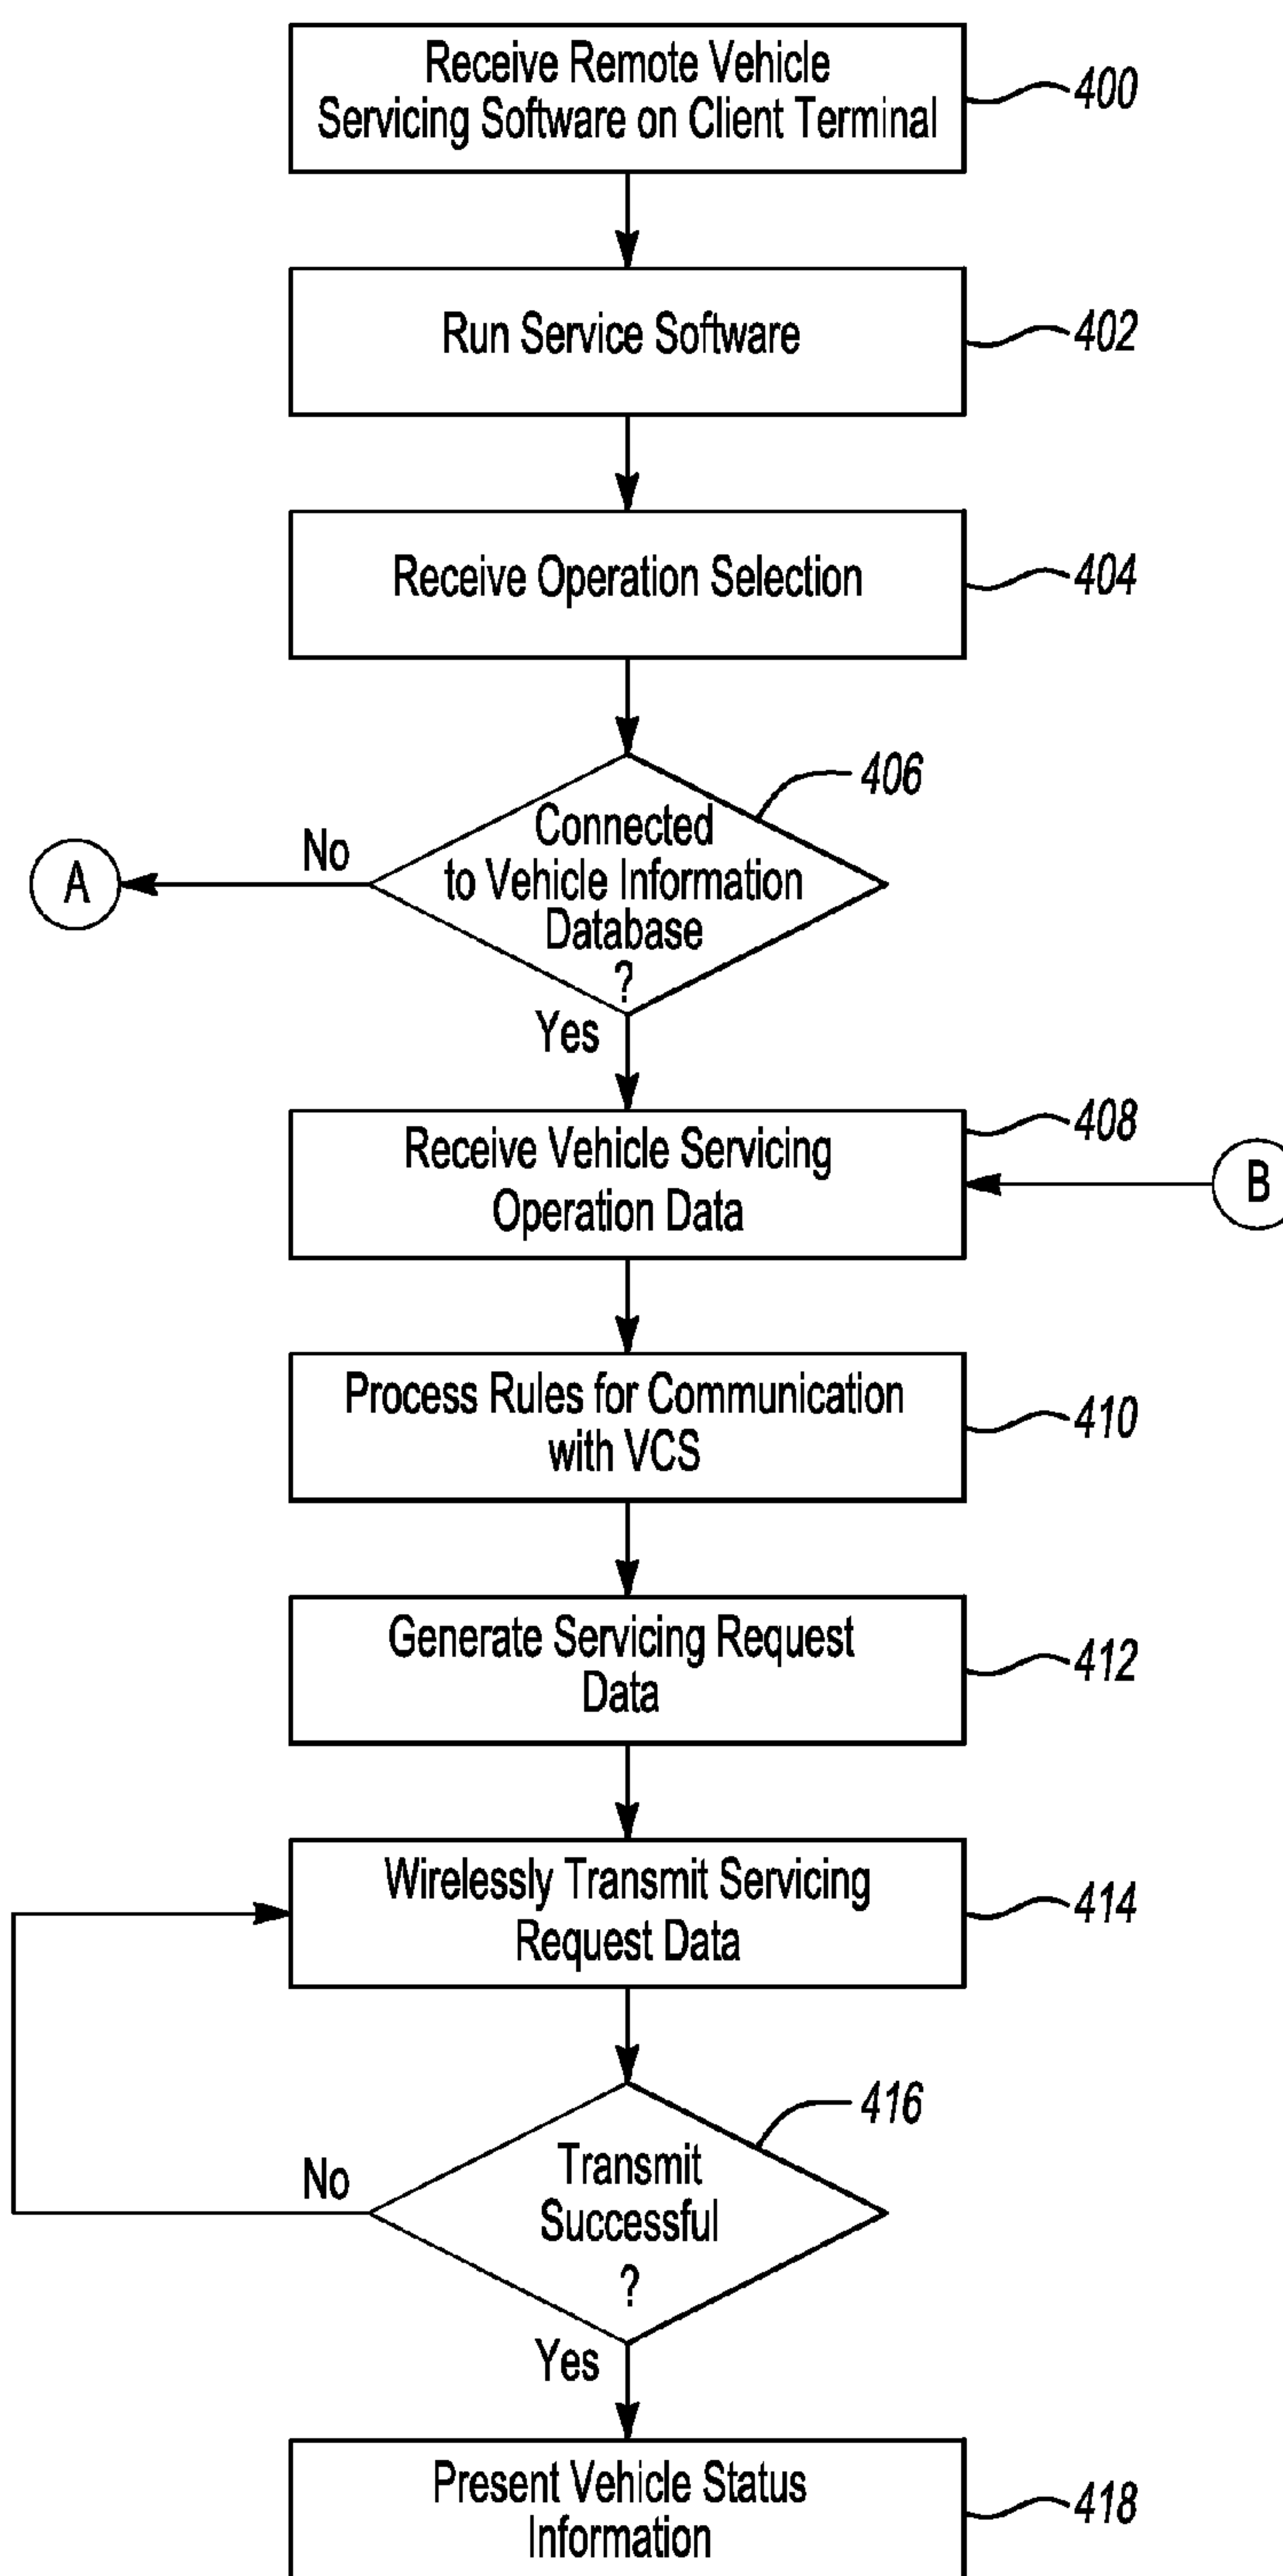 Receive Remote Vehicle
Servicing Software on Client Terminal
400
Run Service Software
402
Receive Operation Selection
404
406
Connected
to Vehicle Information
Database
?
No
A
Yes
408
Receive Vehicle Servicing
Operation Data
B
Process Rules for Communication
with VCS
410
Generate Servicing Request
Data
412
Wirelessly Transmit Servicing
Request Data
414
416
Transmit
Successful
?
No
Yes
Present Vehicle Status
Information
418